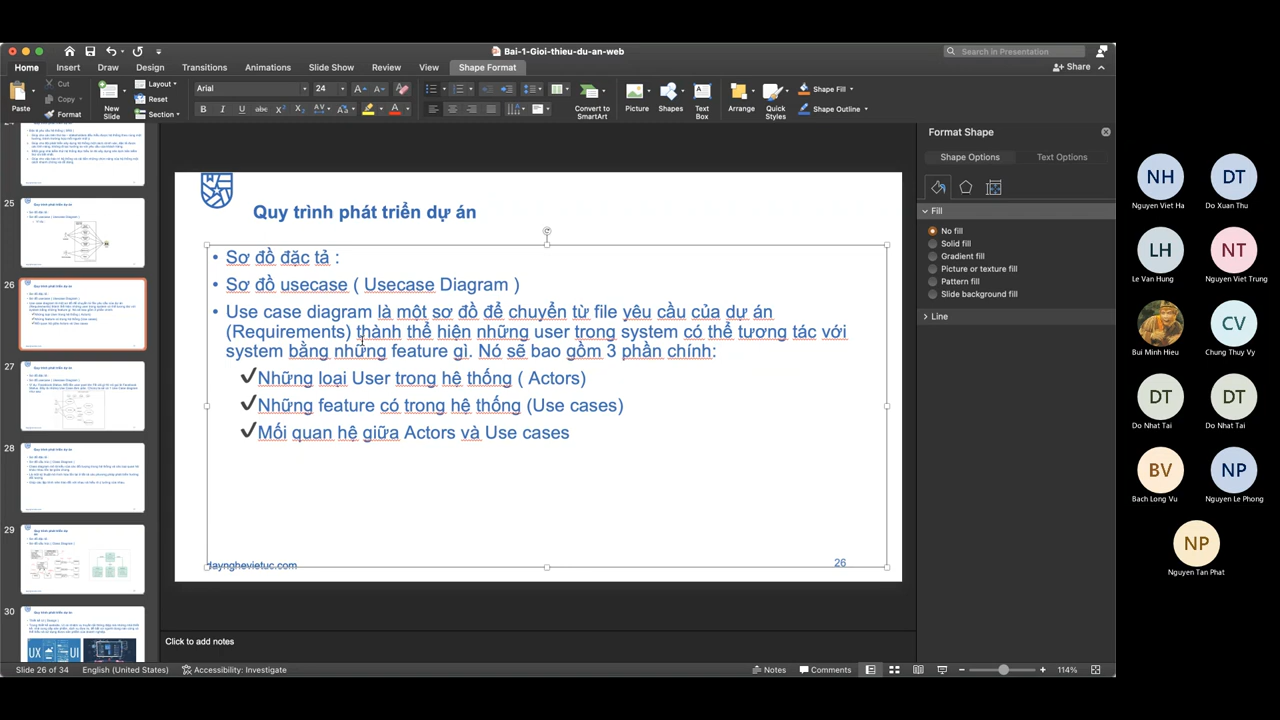 Bai-1-Gioi-thieu-du-an-web
Search in Presentation
Home Insert Draw Design Transitions Animations Slide Show Review View Shape Format
Share
Paste
Cut
Copy
Format
New Slide
Layout
Reset
Section
Arial 24
Convert to SmartArt
Picture
Shapes
Text Box
Arrange
Quick Styles
Shape Fill
Shape Outline
25
26
27
28
29
30
UX UI
Quy trình phát triển dự án
• Sơ đồ đặc tả :
• Sơ đồ usecase ( Usecase Diagram )
• Use case diagram là một sơ đồ để chuyển từ file yêu cầu của dự án
(Requirements) thành thể hiện những user trong system có thể tương tác với
system bằng những feature gì. Nó sẽ bao gồm 3 phần chính:
✓Những loại User trong hệ thống ( Actors)
✓Những feature có trong hệ thống (Use cases)
✓Mối quan hệ giữa Actors và Use cases
daynghevietuc.com
26
Click to add notes
Format Shape
Shape Options Text Options
Fill
No fill
Solid fill
Gradient fill
Picture or texture fill
Pattern fill
Slide background fill
Line
Slide 26 of 34 English (United States) Accessibility: Investigate
Notes Comments 114%
NH
Nguyen Viet Ha
DT
Do Xuan Thu
LH
Le Van Hung
NT
Nguyen Viet Trung
Bui Minh Hieu
CV
Chung Thuy Vy
DT
Do Nhat Tai
DT
Do Nhat Tai
BV
Bach Long Vu
NP
Nguyen Le Phong
NP
Nguyen Tan Phat